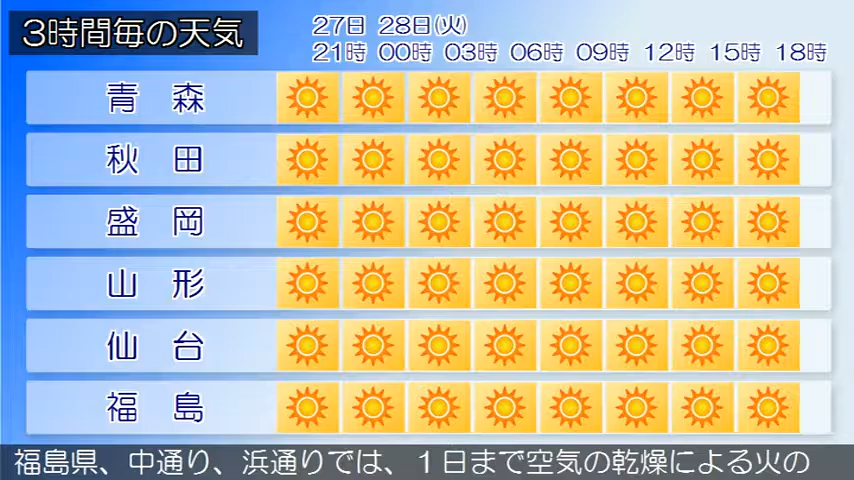 3時間毎の天気
27日 28日(火)
21時 00時 03時 06時 09時 12時 15時 18時
青森
秋田
盛岡
山形
仙台
福島
福島県、中通り、浜通りでは、1日まで空気の乾燥による火の